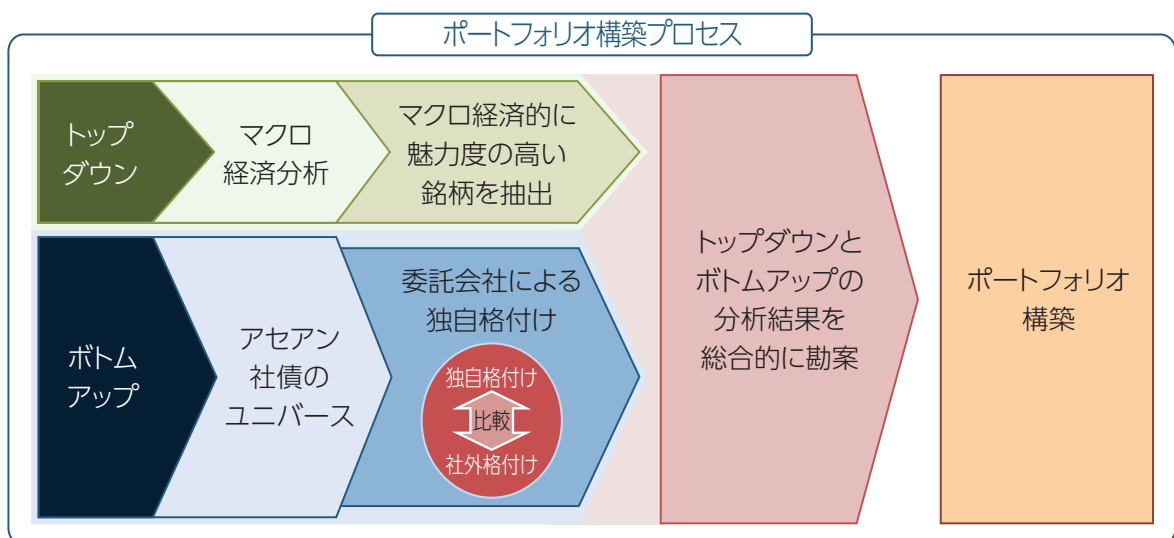 ポートフォリオ構築プロセス
トップ
ダウン
マクロ
経済分析
マクロ経済的に
魅力度の高い
銘柄を抽出
ボトム
アップ
アセアン
社債の
ユニバース
委託会社による
独自格付け
独自格付け
比較
社外格付け
トップダウンと
ボトムアップの
分析結果を
総合的に勘案
ポートフォリオ
構築